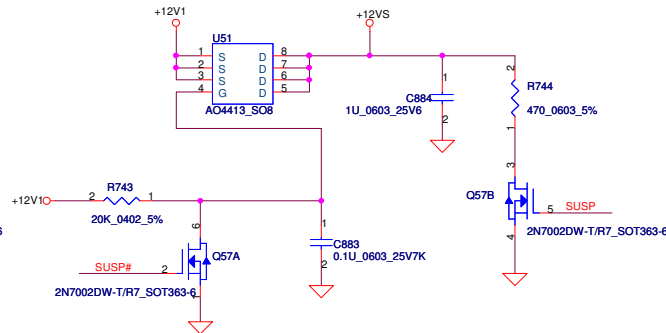 +12V1
+12VS
U51
1 S D 8
2 S D 7
3 S D 6
4 G D 5
AO4413_SO8
1
C884
1U_0603_25V6
2
2
R744
470_0603_5%
1
+12V1
2
R743
1
20K_0402_5%
3
Q57B
5
SUSP
4
2N7002DW-T/R7_SOT363-6
6
Q57A
SUSP#
2
2N7002DW-T/R7_SOT363-6
1
C883
0.1U_0603_25V7K
2
6